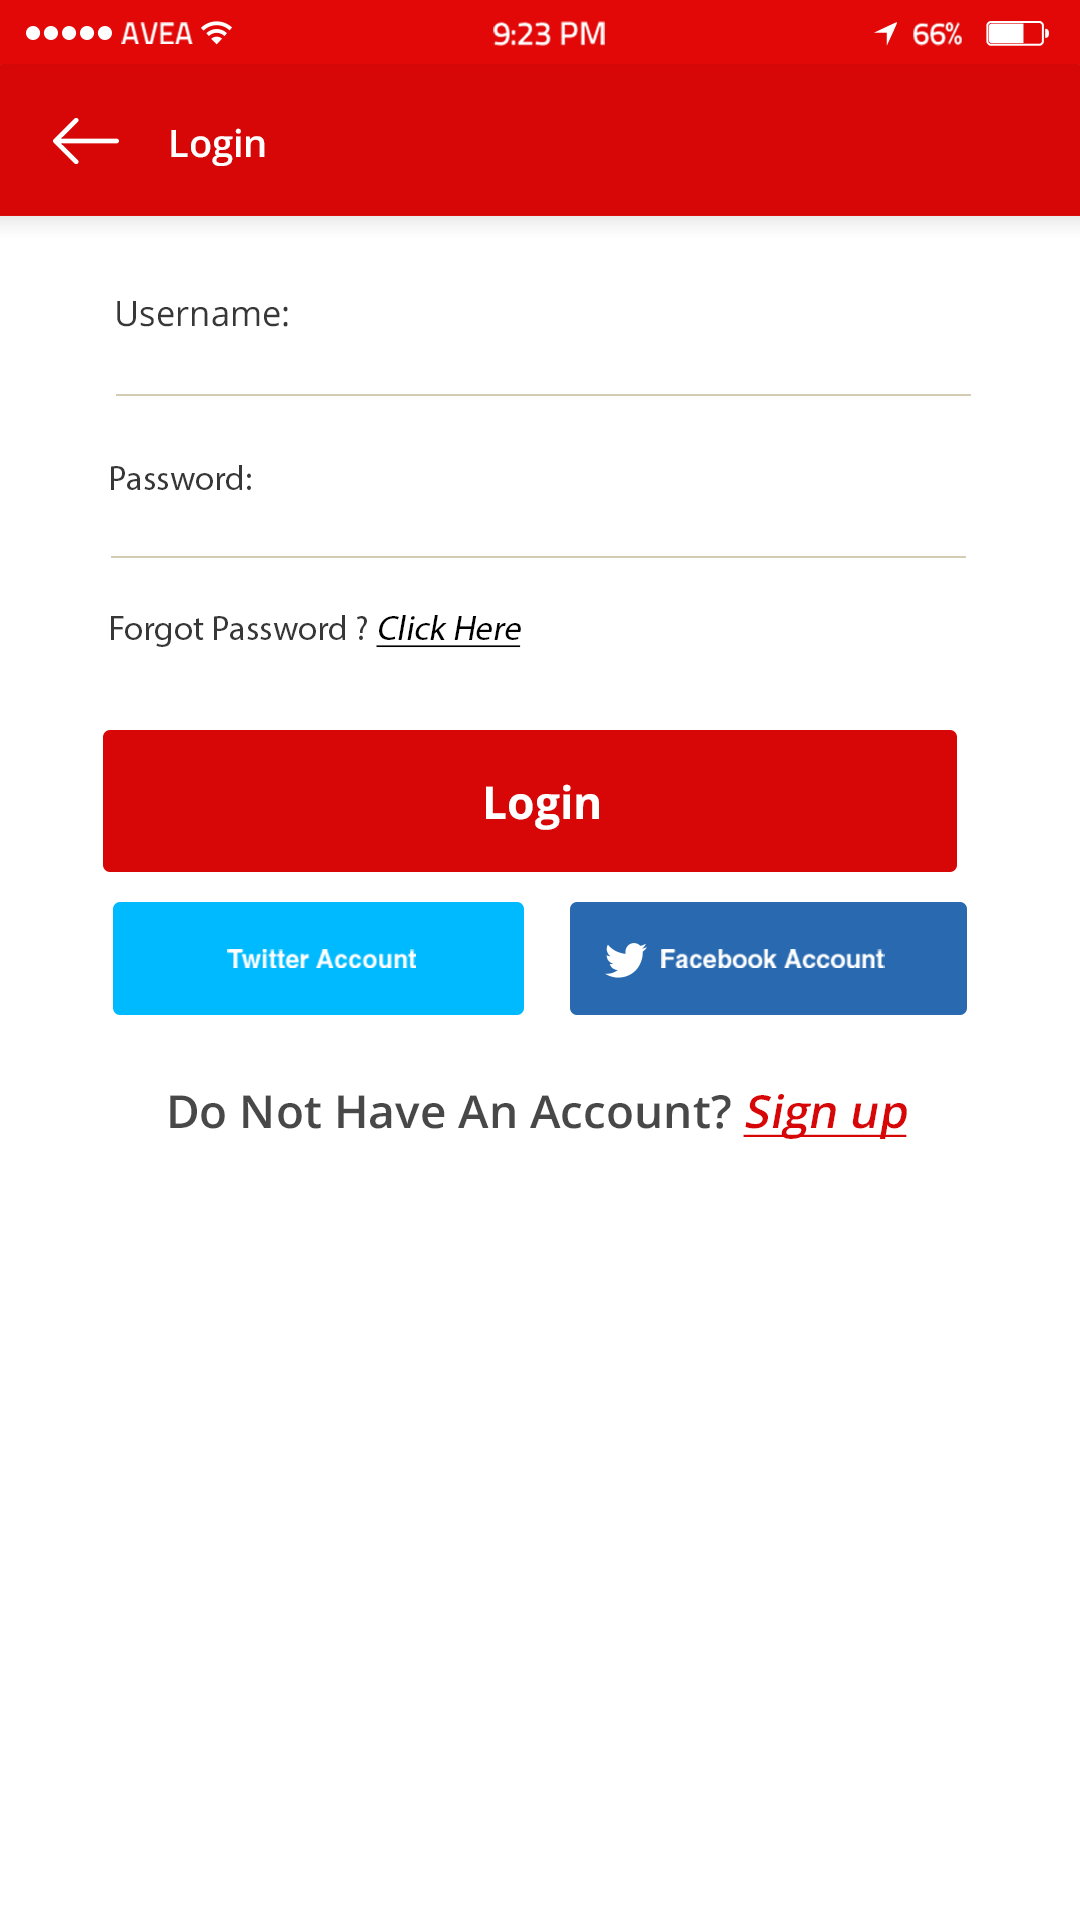 AVEA 9:23 PM 66%
Login
Username:
Password:
Forgot Password ? Click Here
Login
Twitter Account Facebook Account
Do Not Have An Account? Sign up